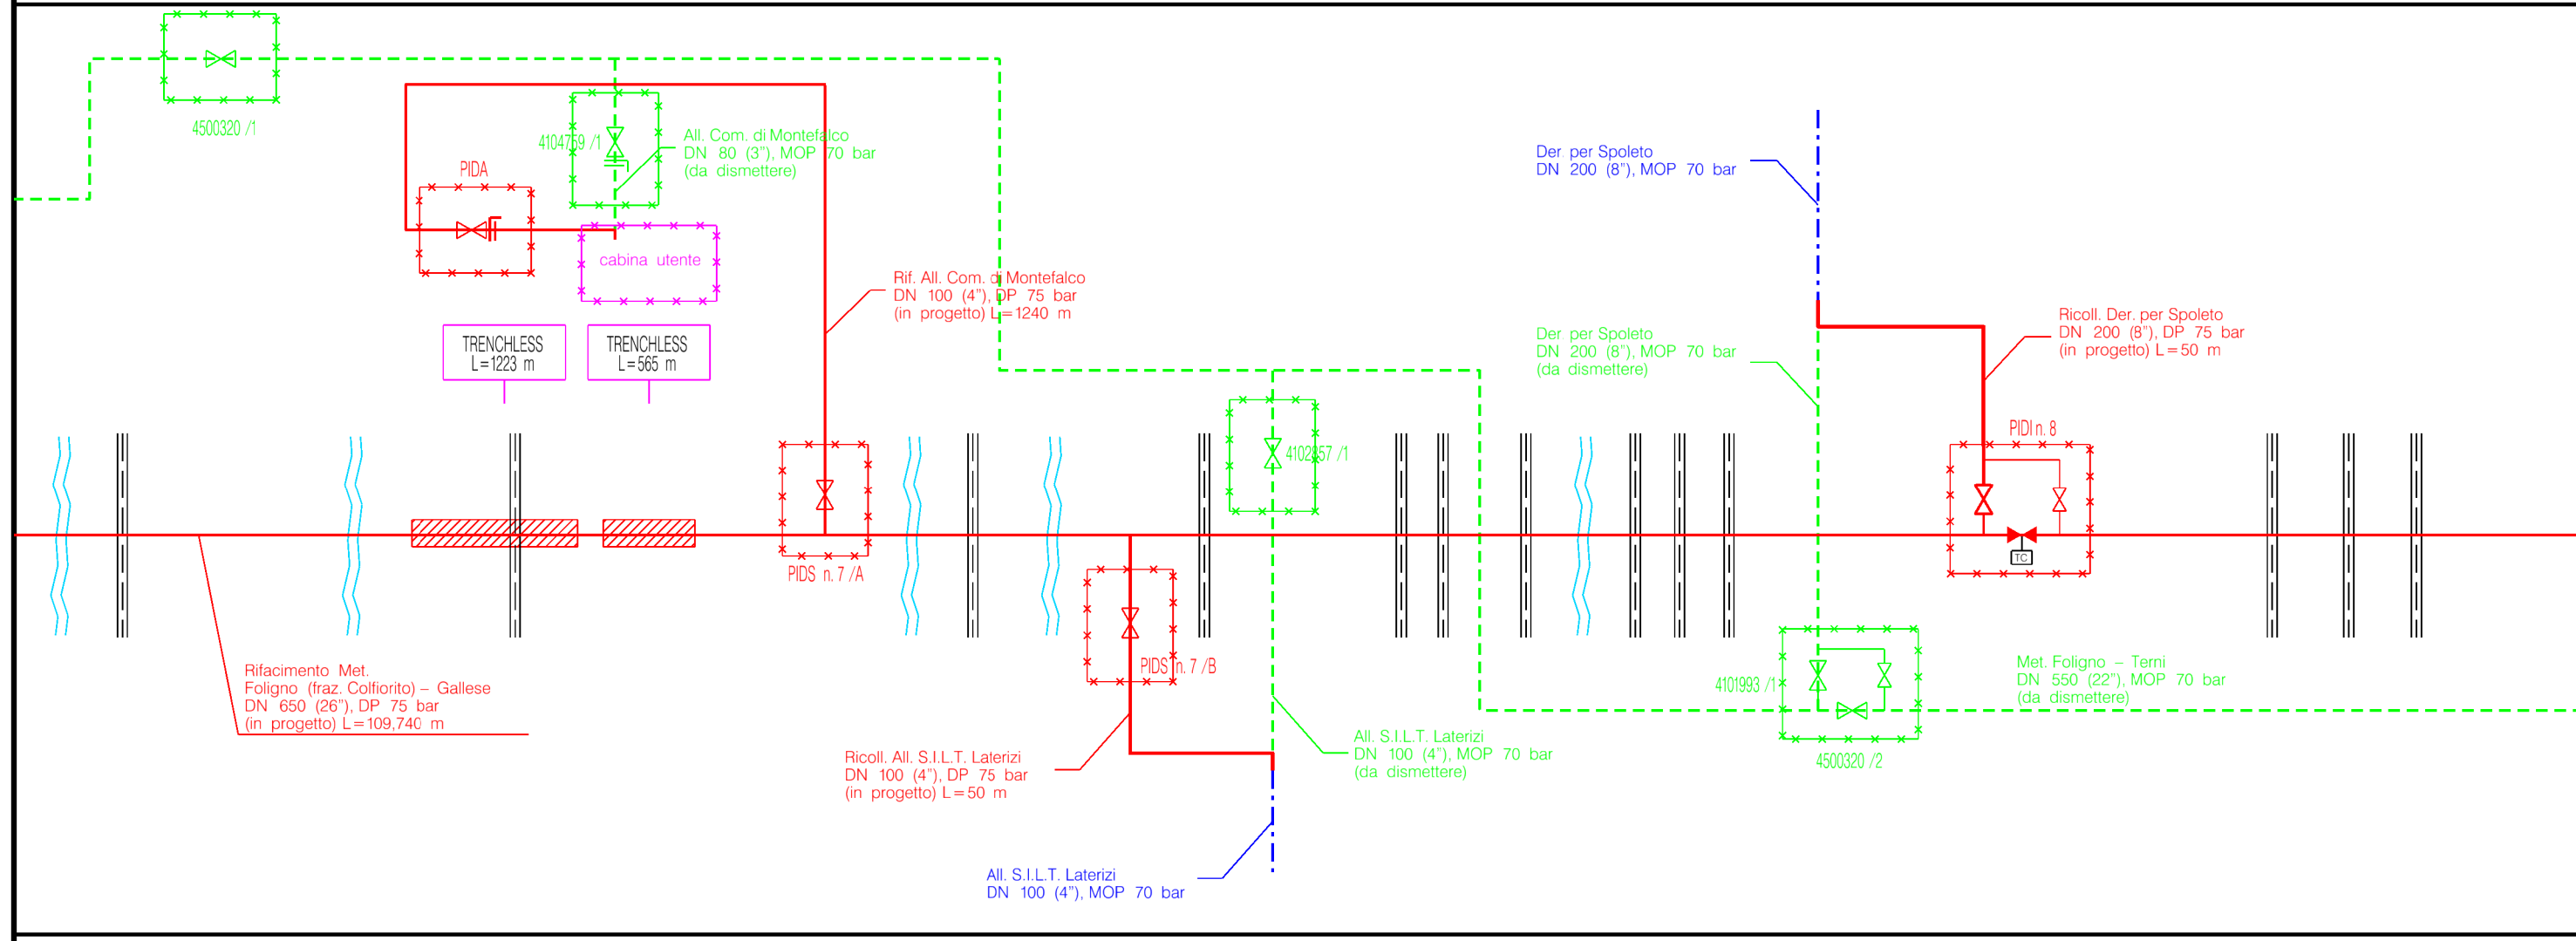 4500320 /1
4104759 /1
All. Com. di Montefalco
DN 80 (3"), MOP 70 bar
(da dismettere)
PIDA
cabina utente
Der. per Spoleto
DN 200 (8"), MOP 70 bar
Rif. All. Com. di Montefalco
DN 100 (4"), DP 75 bar
(in progetto) L=1240 m
TRENCHLESS
L=1223 m
TRENCHLESS
L=565 m
Der. per Spoleto
DN 200 (8"), MOP 70 bar
(da dismettere)
Ricoll. Der. per Spoleto
DN 200 (8"), DP 75 bar
(in progetto) L=50 m
PIDI n. 8
TC
PIDS n. 7 /A
PIDS n. 7 /B
Rifacimento Met.
Foligno (fraz. Colfiorito) – Gallese
DN 650 (26"), DP 75 bar
(in progetto) L=109,740 m
4101993 /1
4500320 /2
Met. Foligno – Terni
DN 550 (22"), MOP 70 bar
(da dismettere)
Ricoll. All. S.I.L.T. Laterizi
DN 100 (4"), DP 75 bar
(in progetto) L=50 m
All. S.I.L.T. Laterizi
DN 100 (4"), MOP 70 bar
(da dismettere)
All. S.I.L.T. Laterizi
DN 100 (4"), MOP 70 bar